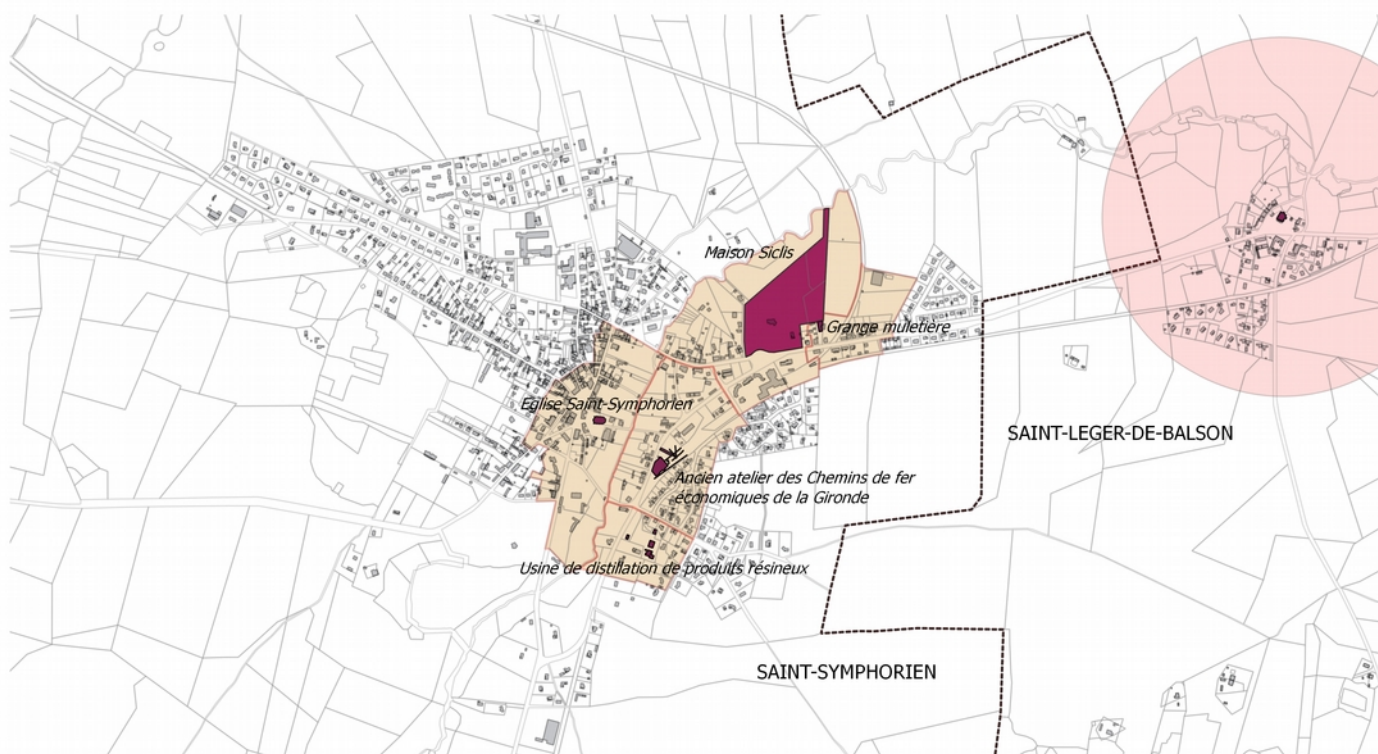 Maison Siclis
Grange muletière
Eglise Saint-Symphorien
SAINT-LEGER-DE-BALSON
Ancien atelier des Chemins de fer
économiques de la Gironde
Usine de distillation de produits résineux
SAINT-SYMPHORIEN